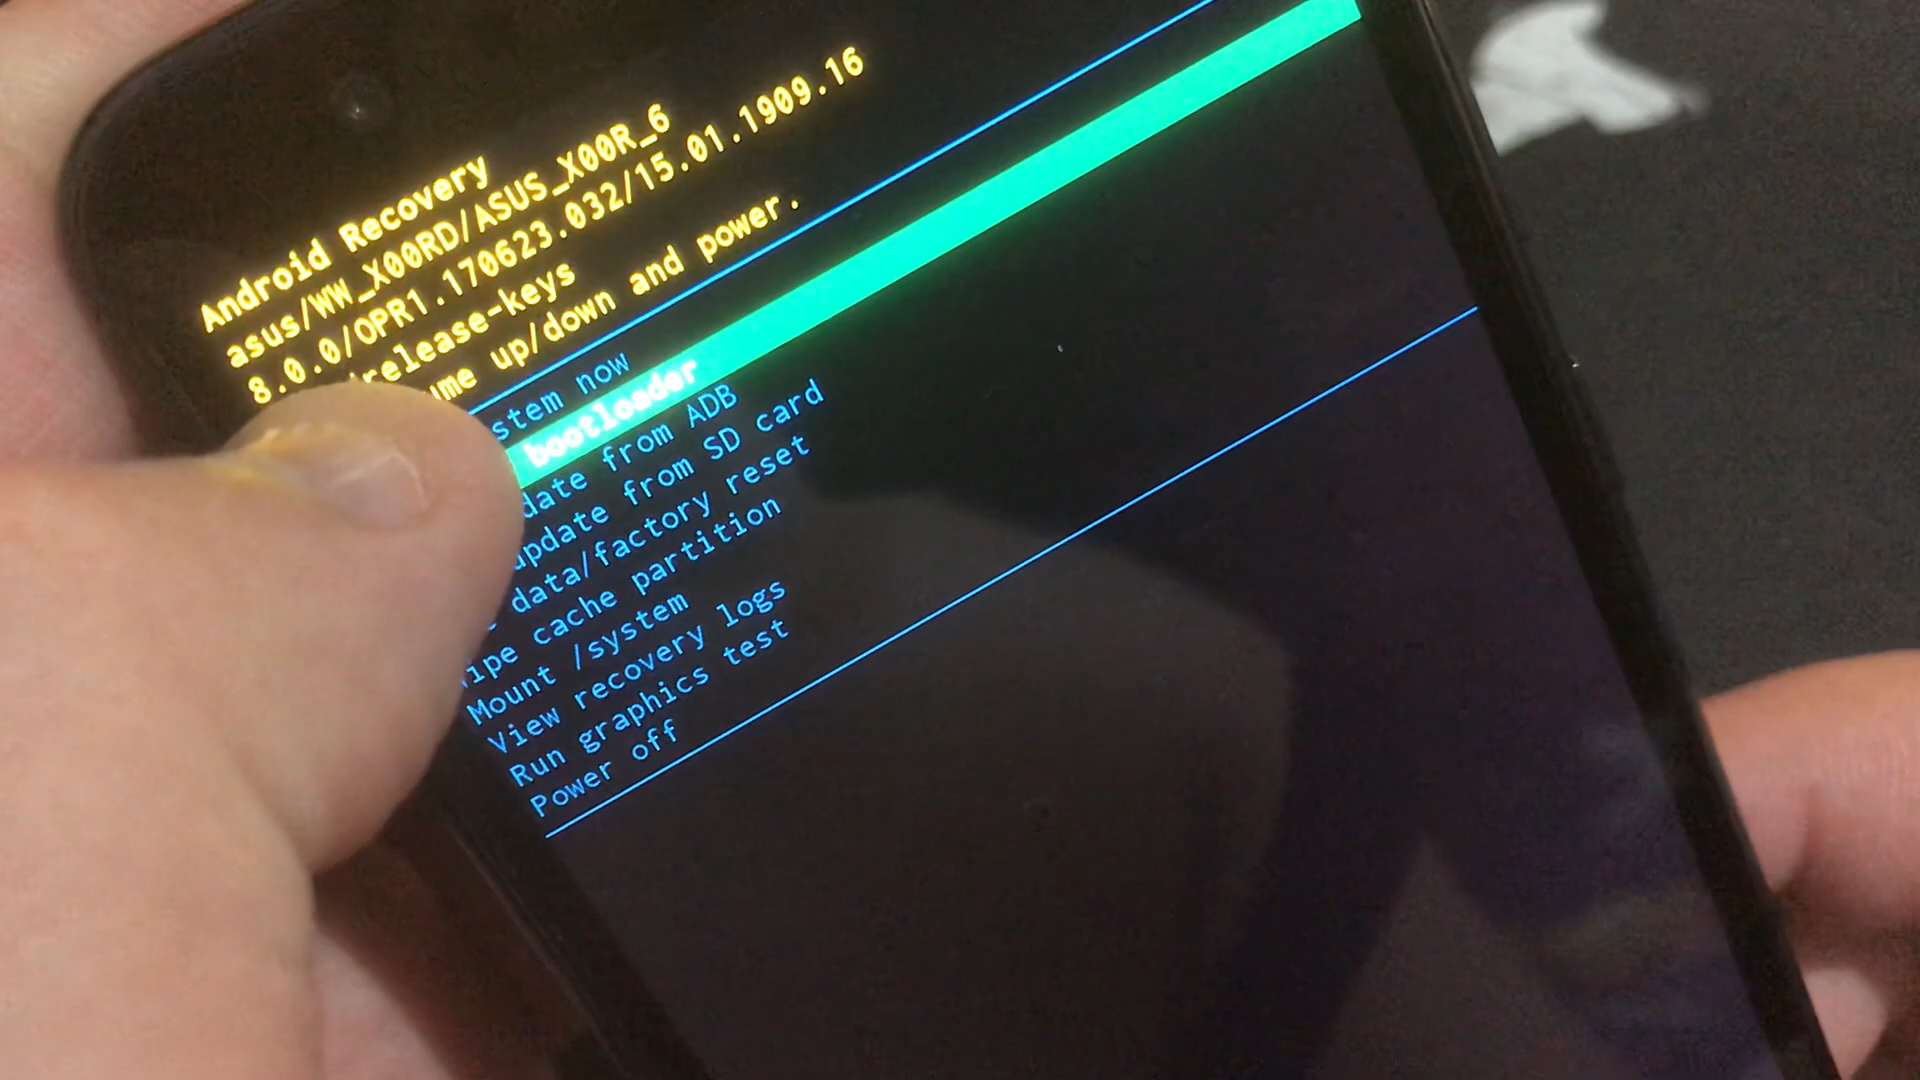 Android Recovery
asus/WW_X00RD/ASUS_X00R_6
8.0.0/OPR1.170623.032/15.01.1909.16
release-keys
ume up/down and power.
stem now
bootloader
date from ADB
update from SD card
data/factory reset
ipe cache partition
Mount /system
View recovery logs
Run graphics test
Power off